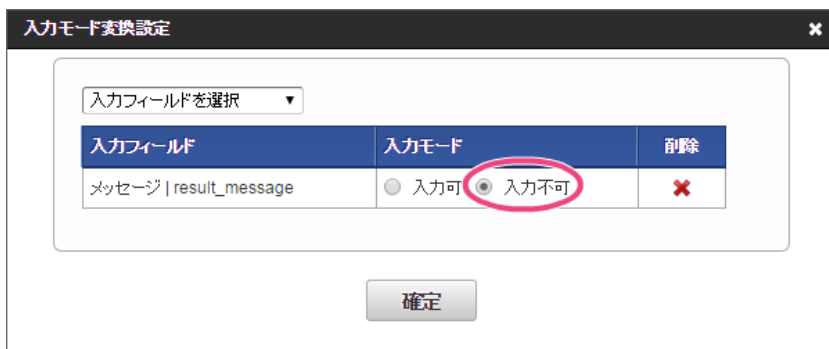 入力モード変換設定
入力フィールドを選択
入力フィールド 入力モード 削除
メッセージ | result_message 入力可 入力不可
確定